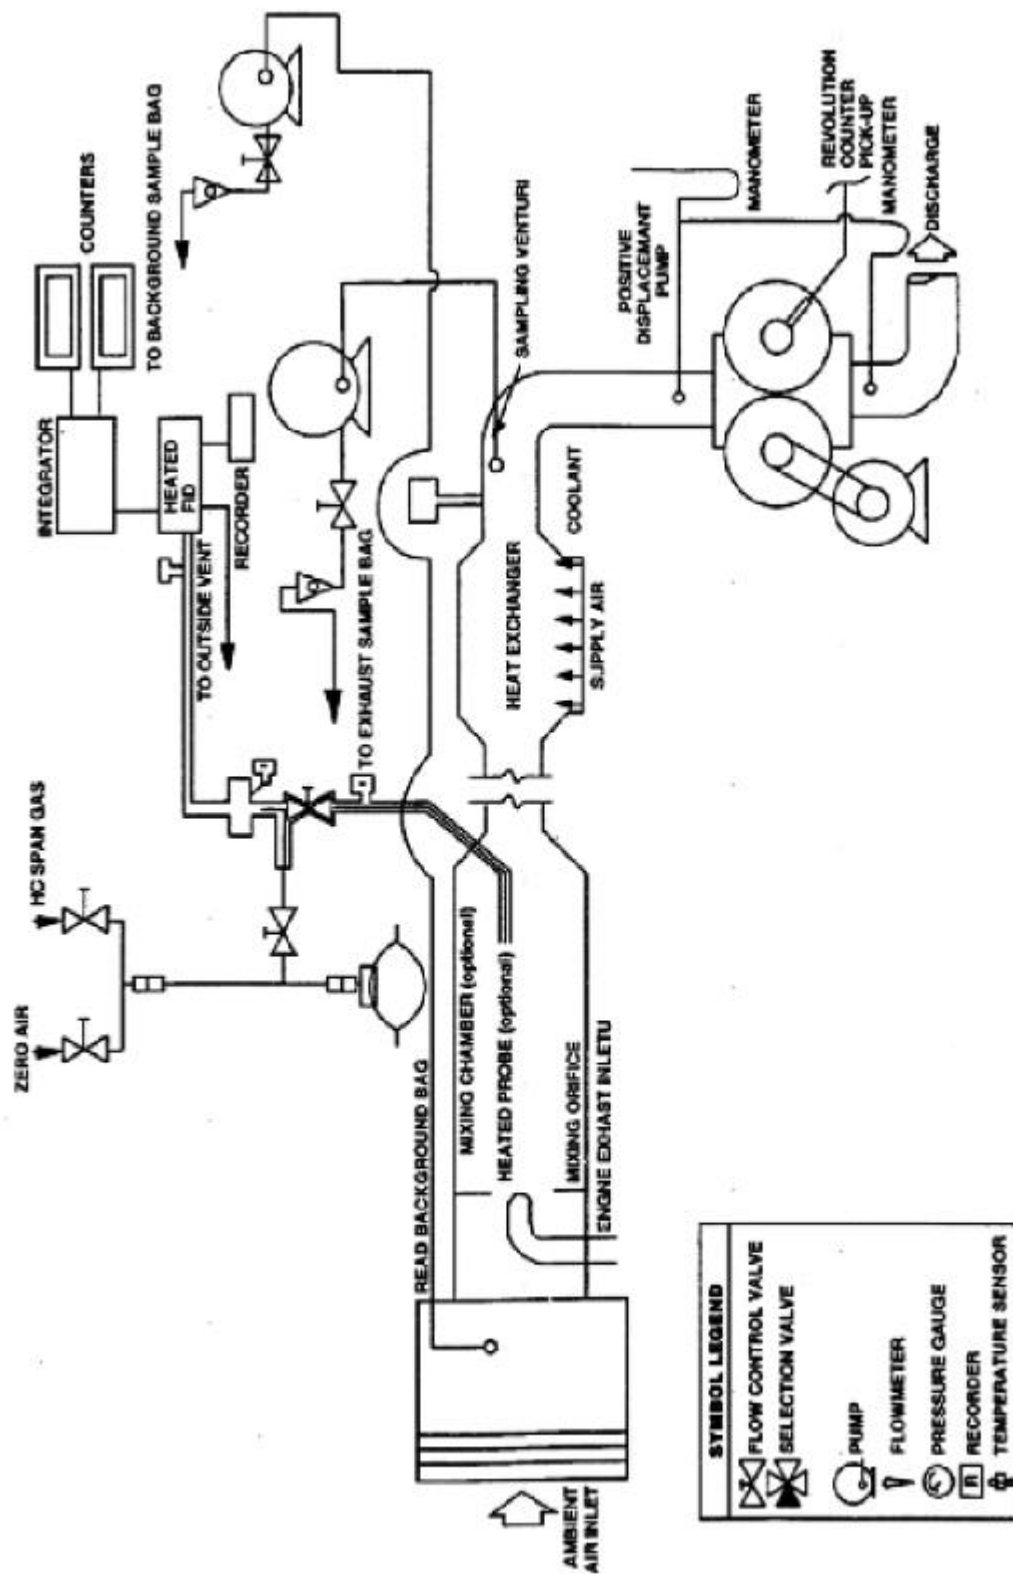 ZERO AIR
HC SPAN GAS
INTEGRATOR
COUNTERS
HEATED
FID
RECORDER
TO OUTSIDE VENT
TO BACKGROUND SAMPLE BAG
TO EXHAUST SAMPLE BAG
READ BACKGROUND BAG
MIXING CHAMBER (optional)
HEATED PROBE (optional)
MIXING ORIFICE
ENGNE EXHAST INLETU
HEAT EXCHANGER
COOLANT
SUPPLY AIR
SAMPLING VENTURI
POSITIVE
DISPLACEMANT
PUMP
MANOMETER
REVOLUTION
COUNTER
PICK-UP
MANOMETER
DISCHARGE
AMBIENT
AIR INLET
SYMBOL LEGEND
FLOW CONTROL VALVE
SELECTION VALVE
PUMP
FLOWMETER
PRESSURE GAUGE
R RECORDER
TEMPERATURE SENSOR